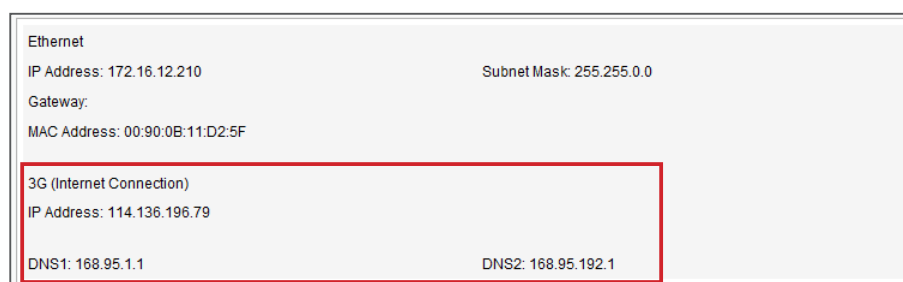 Ethernet
IP Address: 172.16.12.210 Subnet Mask: 255.255.0.0
Gateway:
MAC Address: 00:90:0B:11:D2:5F
3G (Internet Connection)
IP Address: 114.136.196.79
DNS1: 168.95.1.1 DNS2: 168.95.192.1